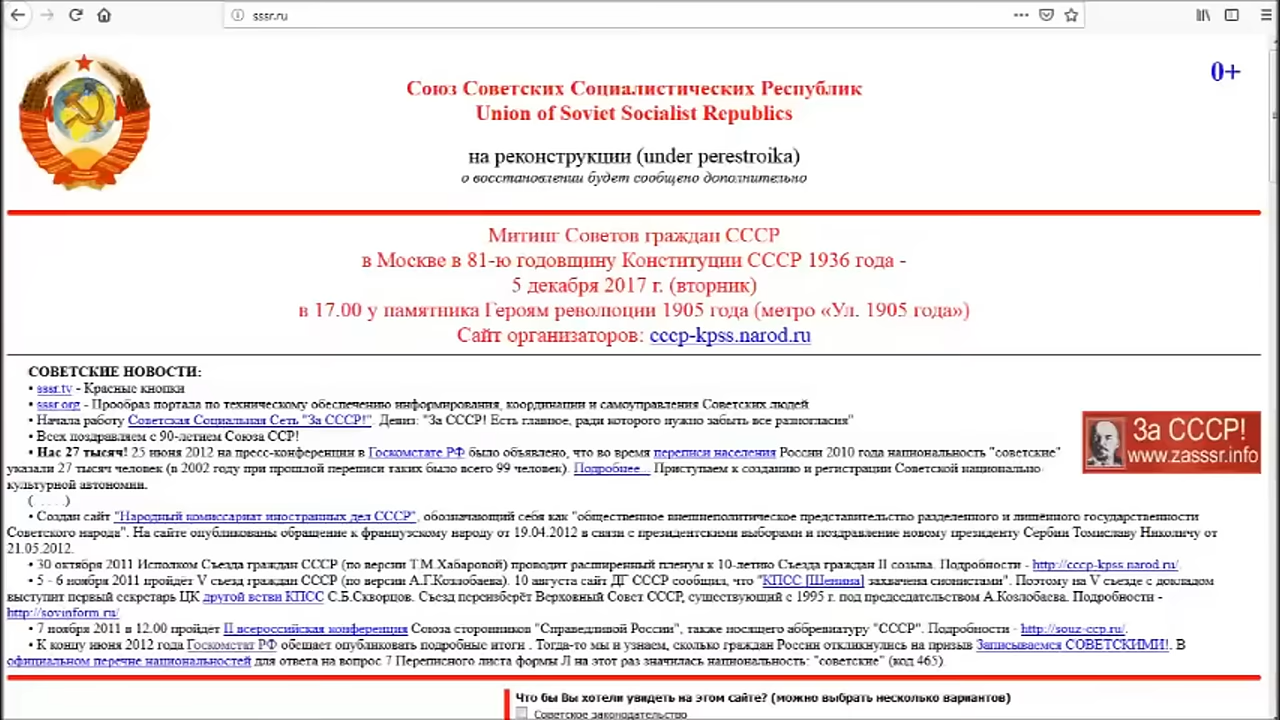 sssr.ru
0+
Союз Советских Социалистических Республик
Union of Soviet Socialist Republics
на реконструкции (under perestroika)
о восстановлении будет сообщено дополнительно
Митинг Советов граждан СССР
в Москве в 81-ю годовщину Конституции СССР 1936 года -
5 декабря 2017 г. (вторник)
в 17.00 у памятника Героям революции 1905 года (метро «Ул. 1905 года»)
Сайт организаторов: cccp-kpss.narod.ru
СОВЕТСКИЕ НОВОСТИ:
• sssr.tv - Красные кнопки
• sssr.org - Прообраз портала по техническому обеспечению информирования, координации и самоуправления Советских людей
• Начала работу Советская Социальная Сеть "За СССР!". Девиз: "За СССР! Есть главное, ради которого нужно забыть все разногласия"
• Всех поздравляем с 90-летием Союза ССР!
• Нас 27 тысяч! 25 июня 2012 на пресс-конференции в Госкомстате РФ было объявлено, что во время переписи населения России 2010 года национальность "советские"
указали 27 тысяч человек (в 2002 году при прошлой переписи таких было всего 99 человек). Подробнее... Приступаем к созданию и регистрации Советской национально-
культурной автономии.
(. . . . .)
За СССР!
www.zasssr.info
• Создан сайт "Народный комиссариат иностранных дел СССР", обозначающий себя как "общественное внешнеполитическое представительство разделенного и лишённого государственности
Советского народа". На сайте опубликованы обращение к французскому народу от 19.04.2012 в связи с президентскими выборами и поздравление новому президенту Сербии Томиславу Николичу от
21.05.2012.
• 30 октября 2011 Исполком Съезда граждан СССР (по версии Т.М.Хабаровой) проводит расширенный пленум к 10-летию Съезда граждан II созыва. Подробности - http://cccp-kpss.narod.ru/.
• 5 - 6 ноября 2011 пройдёт V съезд граждан СССР (по версии А.Г.Козлобаева). 10 августа сайт ДГ СССР сообщил, что "КПСС [Шенина] захвачена сионистами". Поэтому на V съезде с докладом
выступит первый секретарь ЦК другой ветви КПСС С.Б.Скворцов. Съезд переизберёт Верховный Совет СССР, существующий с 1995 г. под председательством А.Козлобаева. Подробности -
http://sovinform.ru/
• 7 ноября 2011 в 12.00 пройдет II всероссийская конференция Союза сторонников "Справедливой России", также носящего аббревиатуру "СССР". Подробности - http://souz-ccp.ru/.
• К концу июня 2012 года Госкомстат РФ обещает опубликовать подробные итоги . Тогда-то мы и узнаем, сколько граждан России откликнулись на призыв Записываемся СОВЕТСКИМИ!. В
официальном перечне национальностей для ответа на вопрос 7 Переписного листа формы Л на этот раз значилась национальность: "советские" (код 465).
Что бы Вы хотели увидеть на этом сайте? (можно выбрать несколько вариантов)
Советское законодательство